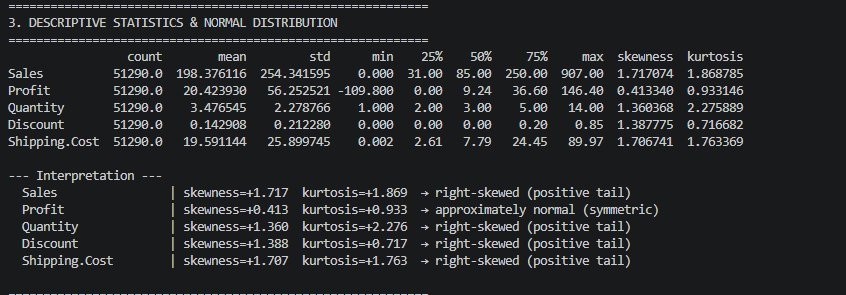 ============================================================
3. DESCRIPTIVE STATISTICS & NORMAL DISTRIBUTION
============================================================
                 count        mean         std      min    25%    50%     75%     max  skewness  kurtosis
Sales          51290.0  198.376116  254.341595    0.000  31.00  85.00  250.00  907.00  1.717074  1.868785
Profit         51290.0   20.423930   56.252521 -109.800   0.00   9.24   36.60  146.40  0.413340  0.933146
Quantity       51290.0    3.476545    2.278766    1.000   2.00   3.00    5.00   14.00  1.360368  2.275889
Discount       51290.0    0.142908    0.212280    0.000   0.00   0.00    0.20    0.85  1.387775  0.716682
Shipping.Cost  51290.0   19.591144   25.899745    0.002   2.61   7.79   24.45   89.97  1.706741  1.763369
--- Interpretation ---
  Sales                | skewness=+1.717  kurtosis=+1.869  → right-skewed (positive tail)
  Profit               | skewness=+0.413  kurtosis=+0.933  → approximately normal (symmetric)
  Quantity             | skewness=+1.360  kurtosis=+2.276  → right-skewed (positive tail)
  Discount             | skewness=+1.388  kurtosis=+0.717  → right-skewed (positive tail)
  Shipping.Cost        | skewness=+1.707  kurtosis=+1.763  → right-skewed (positive tail)
============================================================